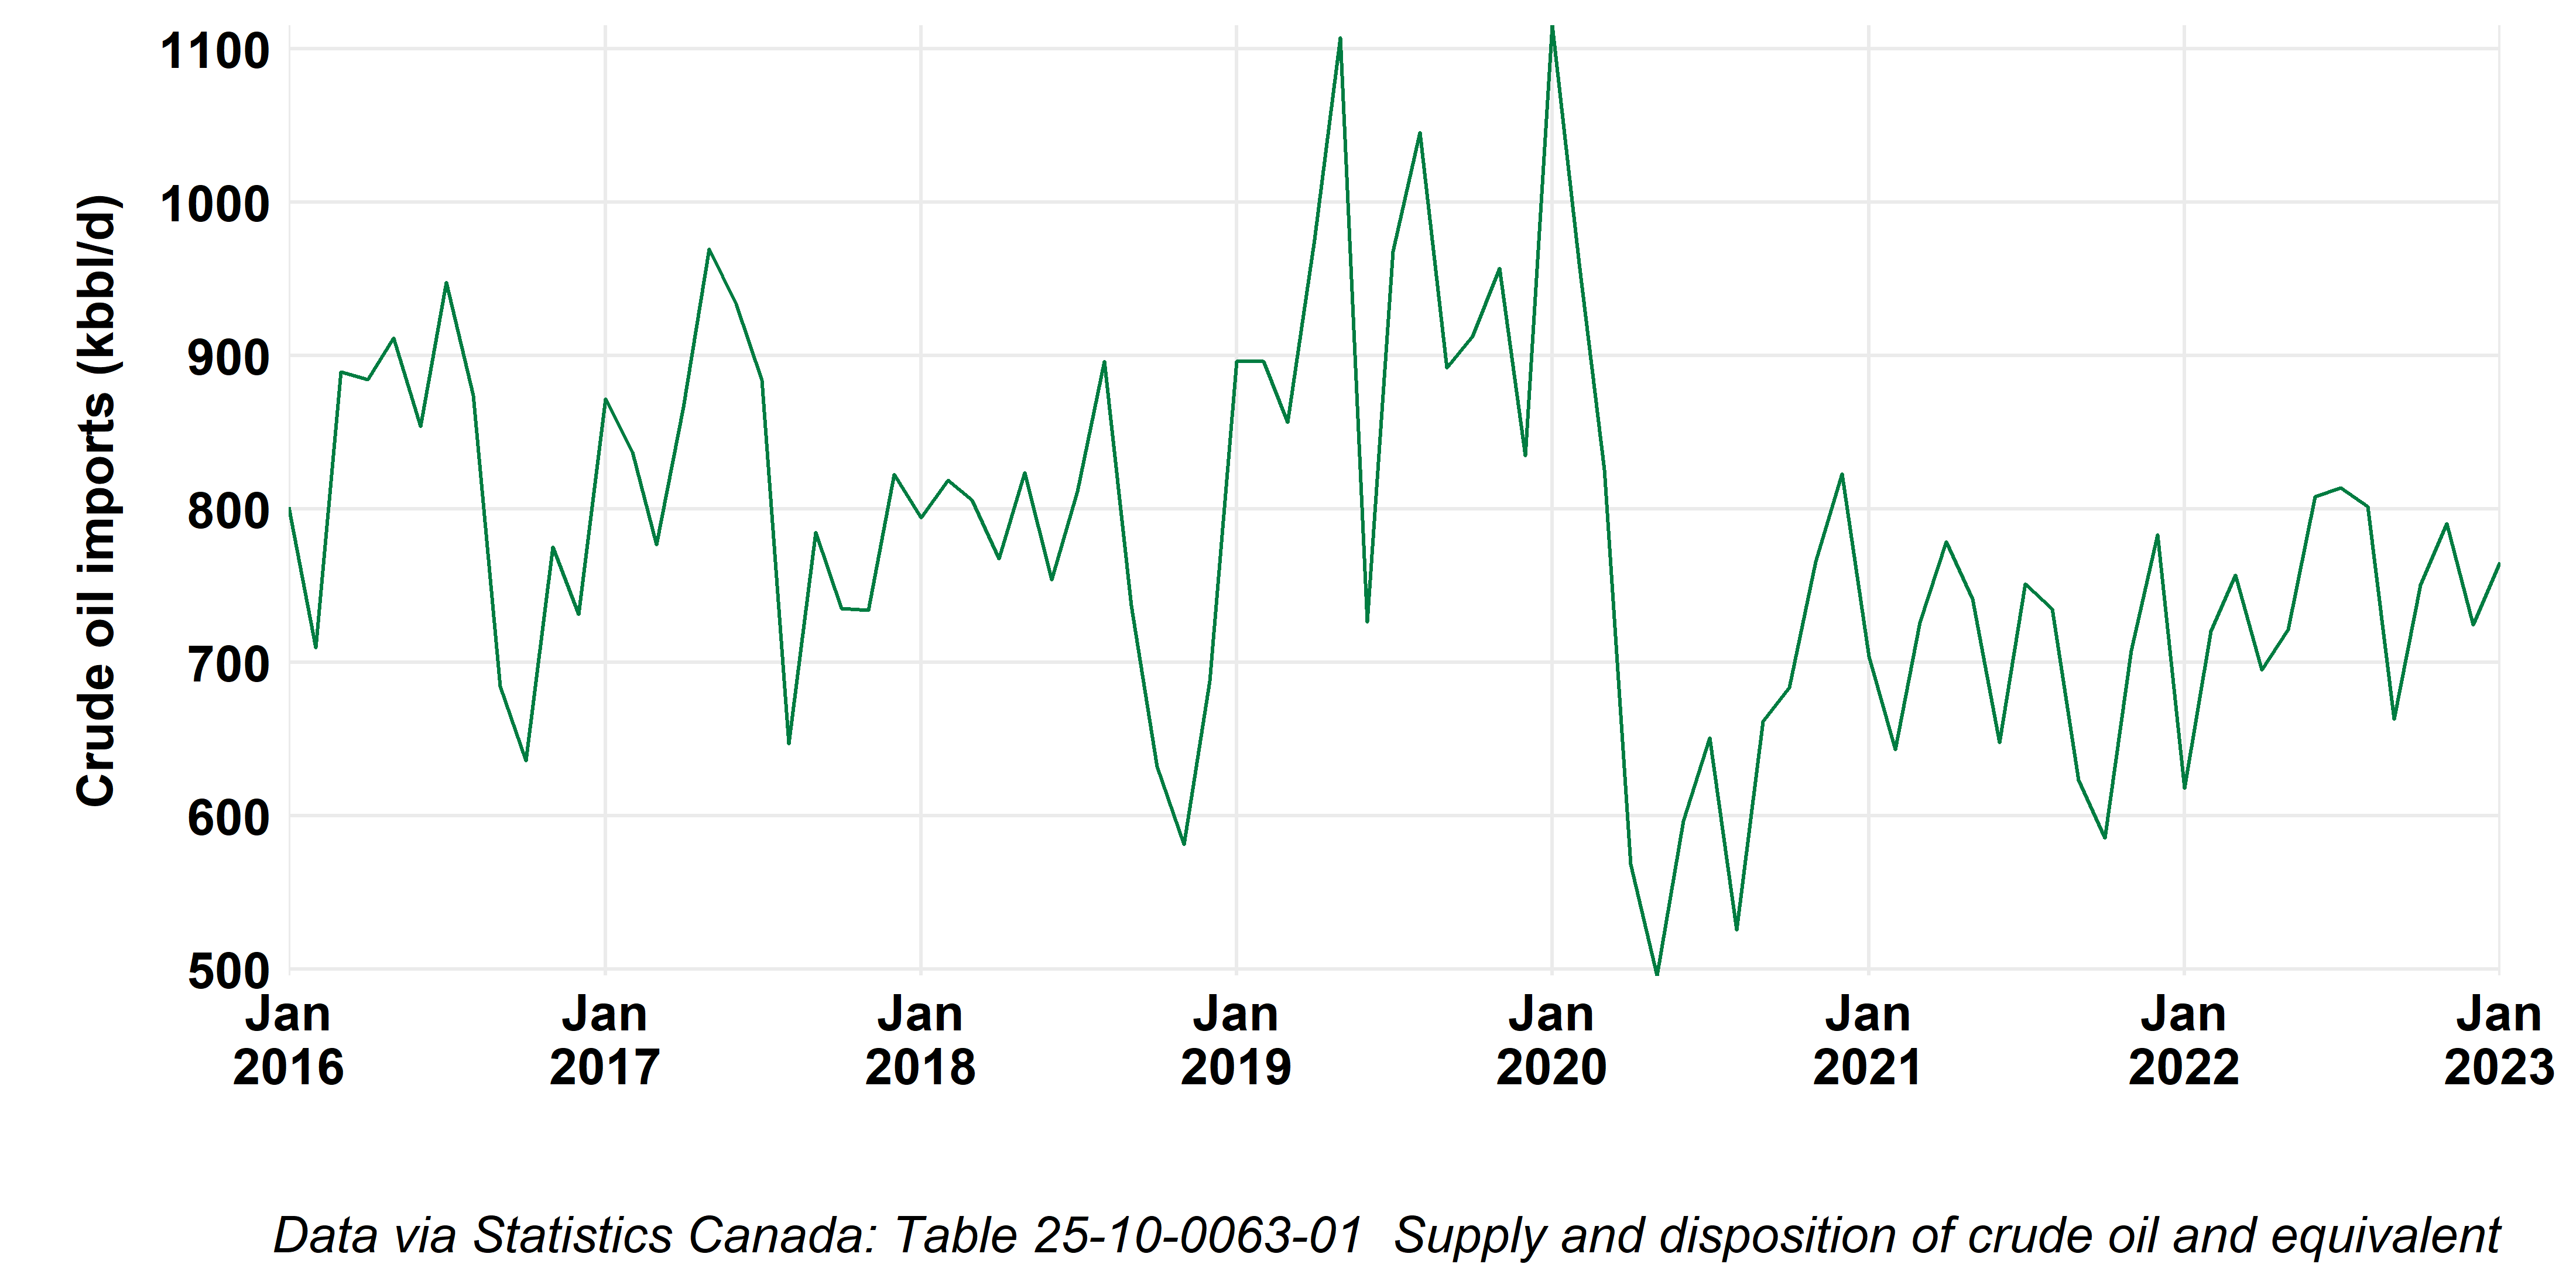 Crude oil imports (kbbl/d)
1100
1000
900
800
700
600
500
Jan Jan Jan Jan Jan Jan Jan Jan
2016 2017 2018 2019 2020 2021 2022 2023
Data via Statistics Canada: Table 25-10-0063-01  Supply and disposition of crude oil and equivalent